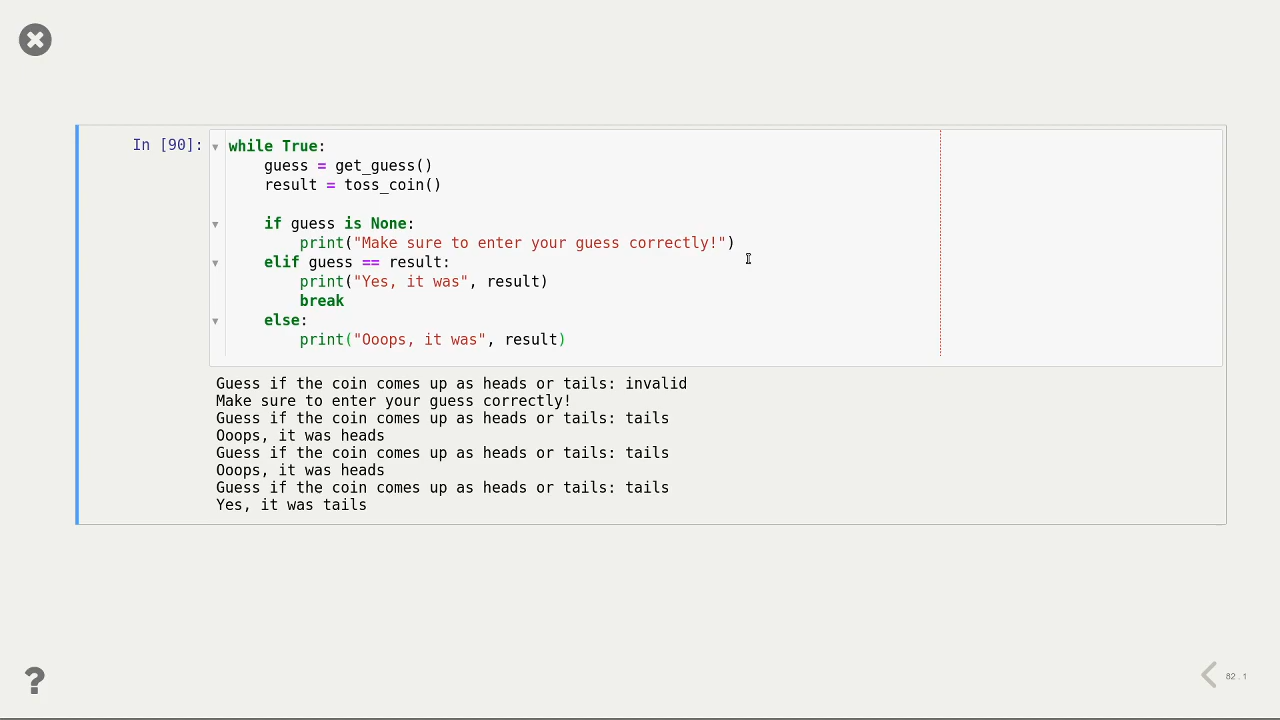 In [90]:
while True:
    guess = get_guess()
    result = toss_coin()
    if guess is None:
        print("Make sure to enter your guess correctly!")
    elif guess == result:
        print("Yes, it was", result)
        break
    else:
        print("Ooops, it was", result)
Guess if the coin comes up as heads or tails: invalid
Make sure to enter your guess correctly!
Guess if the coin comes up as heads or tails: tails
Ooops, it was heads
Guess if the coin comes up as heads or tails: tails
Ooops, it was heads
Guess if the coin comes up as heads or tails: tails
Yes, it was tails
?
82.1